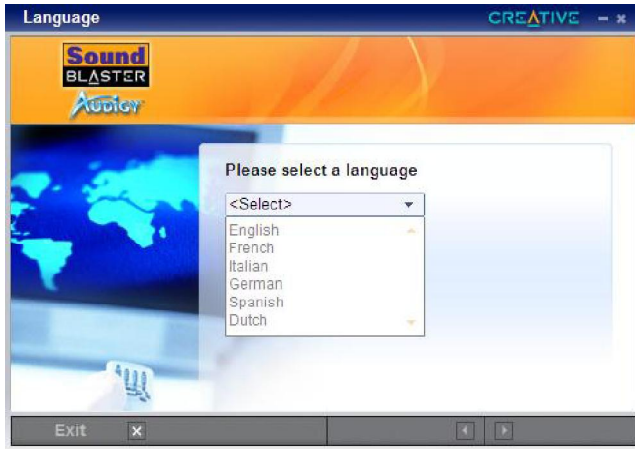 Language
CREATIVE
Sound
BLASTER
Audigy
Please select a language
<Select>
English
French
Italian
German
Spanish
Dutch
Exit